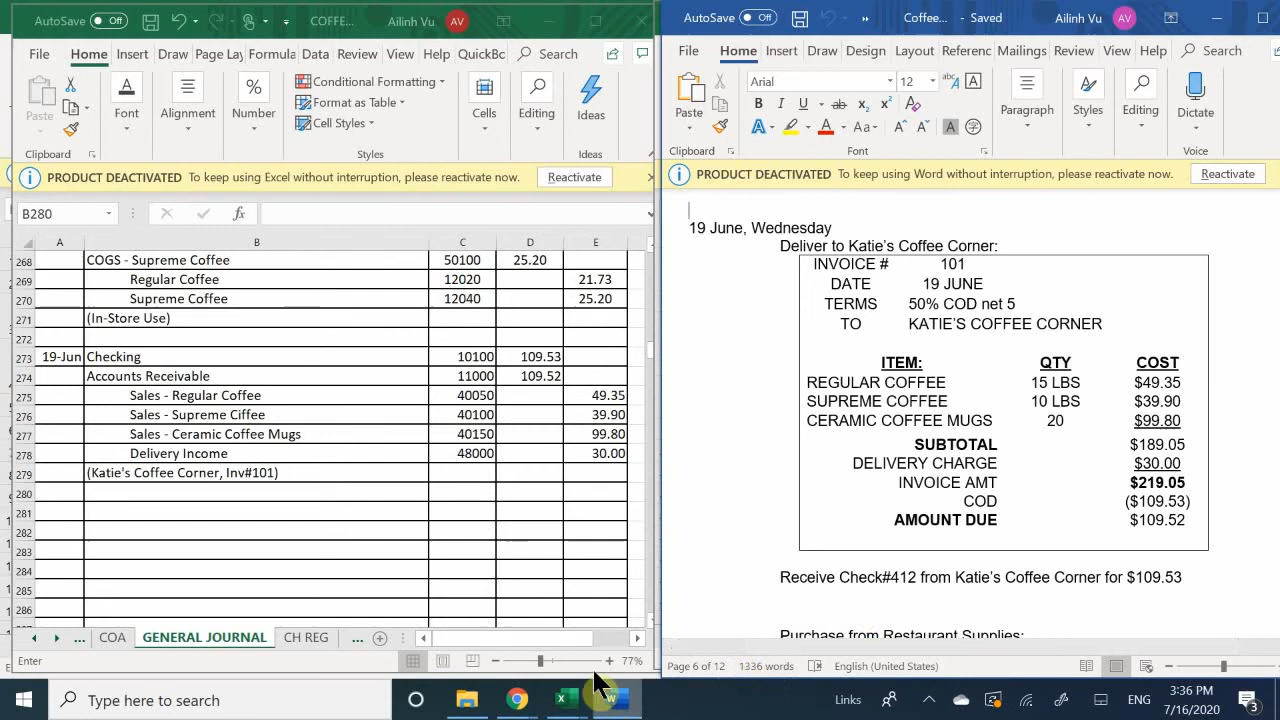 AutoSave Off COFFE... Ailinh Vu AV
File Home Insert Draw Page Lay Formula Data Review View Help QuickBc Search
Paste Font Alignment % Number Conditional Formatting Format as Table Cell Styles Cells Editing Ideas
Clipboard Styles Ideas
PRODUCT DEACTIVATED To keep using Excel without interruption, please reactivate now. Reactivate
B280 fx
A B C D E
268 COGS - Supreme Coffee 50100 25.20
269 Regular Coffee 12020 21.73
270 Supreme Coffee 12040 25.20
271 (In-Store Use)
272
273 19-Jun Checking 10100 109.53
274 Accounts Receivable 11000 109.52
275 Sales - Regular Coffee 40050 49.35
276 Sales - Supreme Ciffee 40100 39.90
277 Sales - Ceramic Coffee Mugs 40150 99.80
278 Delivery Income 48000 30.00
279 (Katie's Coffee Corner, Inv#101)
280
281
282
283
284
285
286
... COA GENERAL JOURNAL CH REG ...
Enter 77%
AutoSave Off Coffee... - Saved Ailinh Vu AV
File Home Insert Draw Design Layout Referenc Mailings Review View Help Search
Paste Arial 12 abc A Paragraph Styles Editing Dictate
B I U ab x₂ x² A
A A Aa A A A
Clipboard Font Voice
PRODUCT DEACTIVATED To keep using Word without interruption, please reactivate now. Reactivate
19 June, Wednesday
Deliver to Katie's Coffee Corner:
INVOICE # 101
DATE 19 JUNE
TERMS 50% COD net 5
TO KATIE'S COFFEE CORNER
ITEM: QTY COST
REGULAR COFFEE 15 LBS $49.35
SUPREME COFFEE 10 LBS $39.90
CERAMIC COFFEE MUGS 20 $99.80
SUBTOTAL $189.05
DELIVERY CHARGE $30.00
INVOICE AMT $219.05
COD ($109.53)
AMOUNT DUE $109.52
Receive Check#412 from Katie's Coffee Corner for $109.53
Purchase from Restaurant Supplies:
Page 6 of 12 1336 words English (United States)
Type here to search Links ENG 3:36 PM
7/16/2020 3